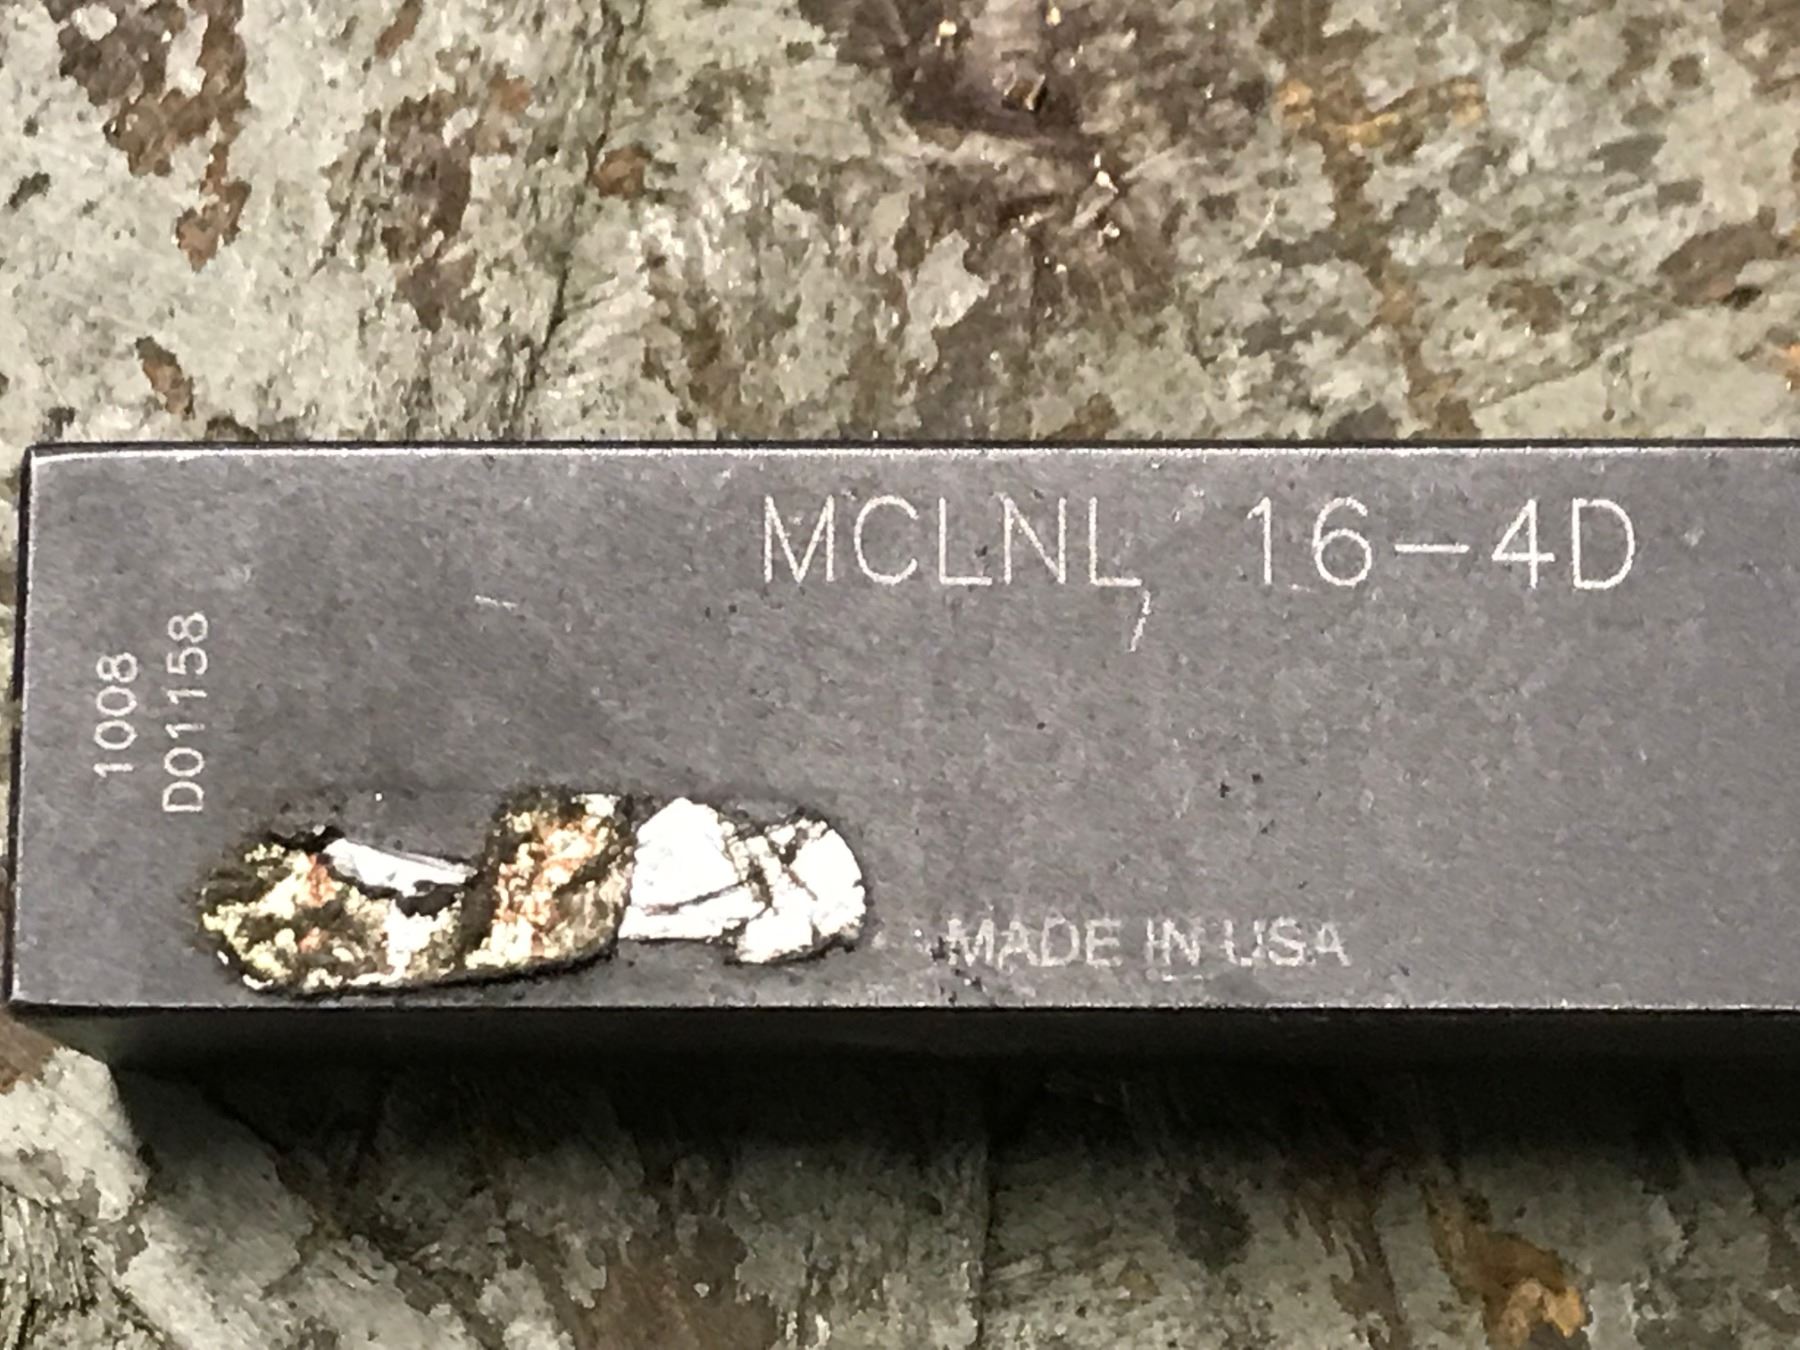 MCLNL 16-4D
1008
D01158
MADE IN USA